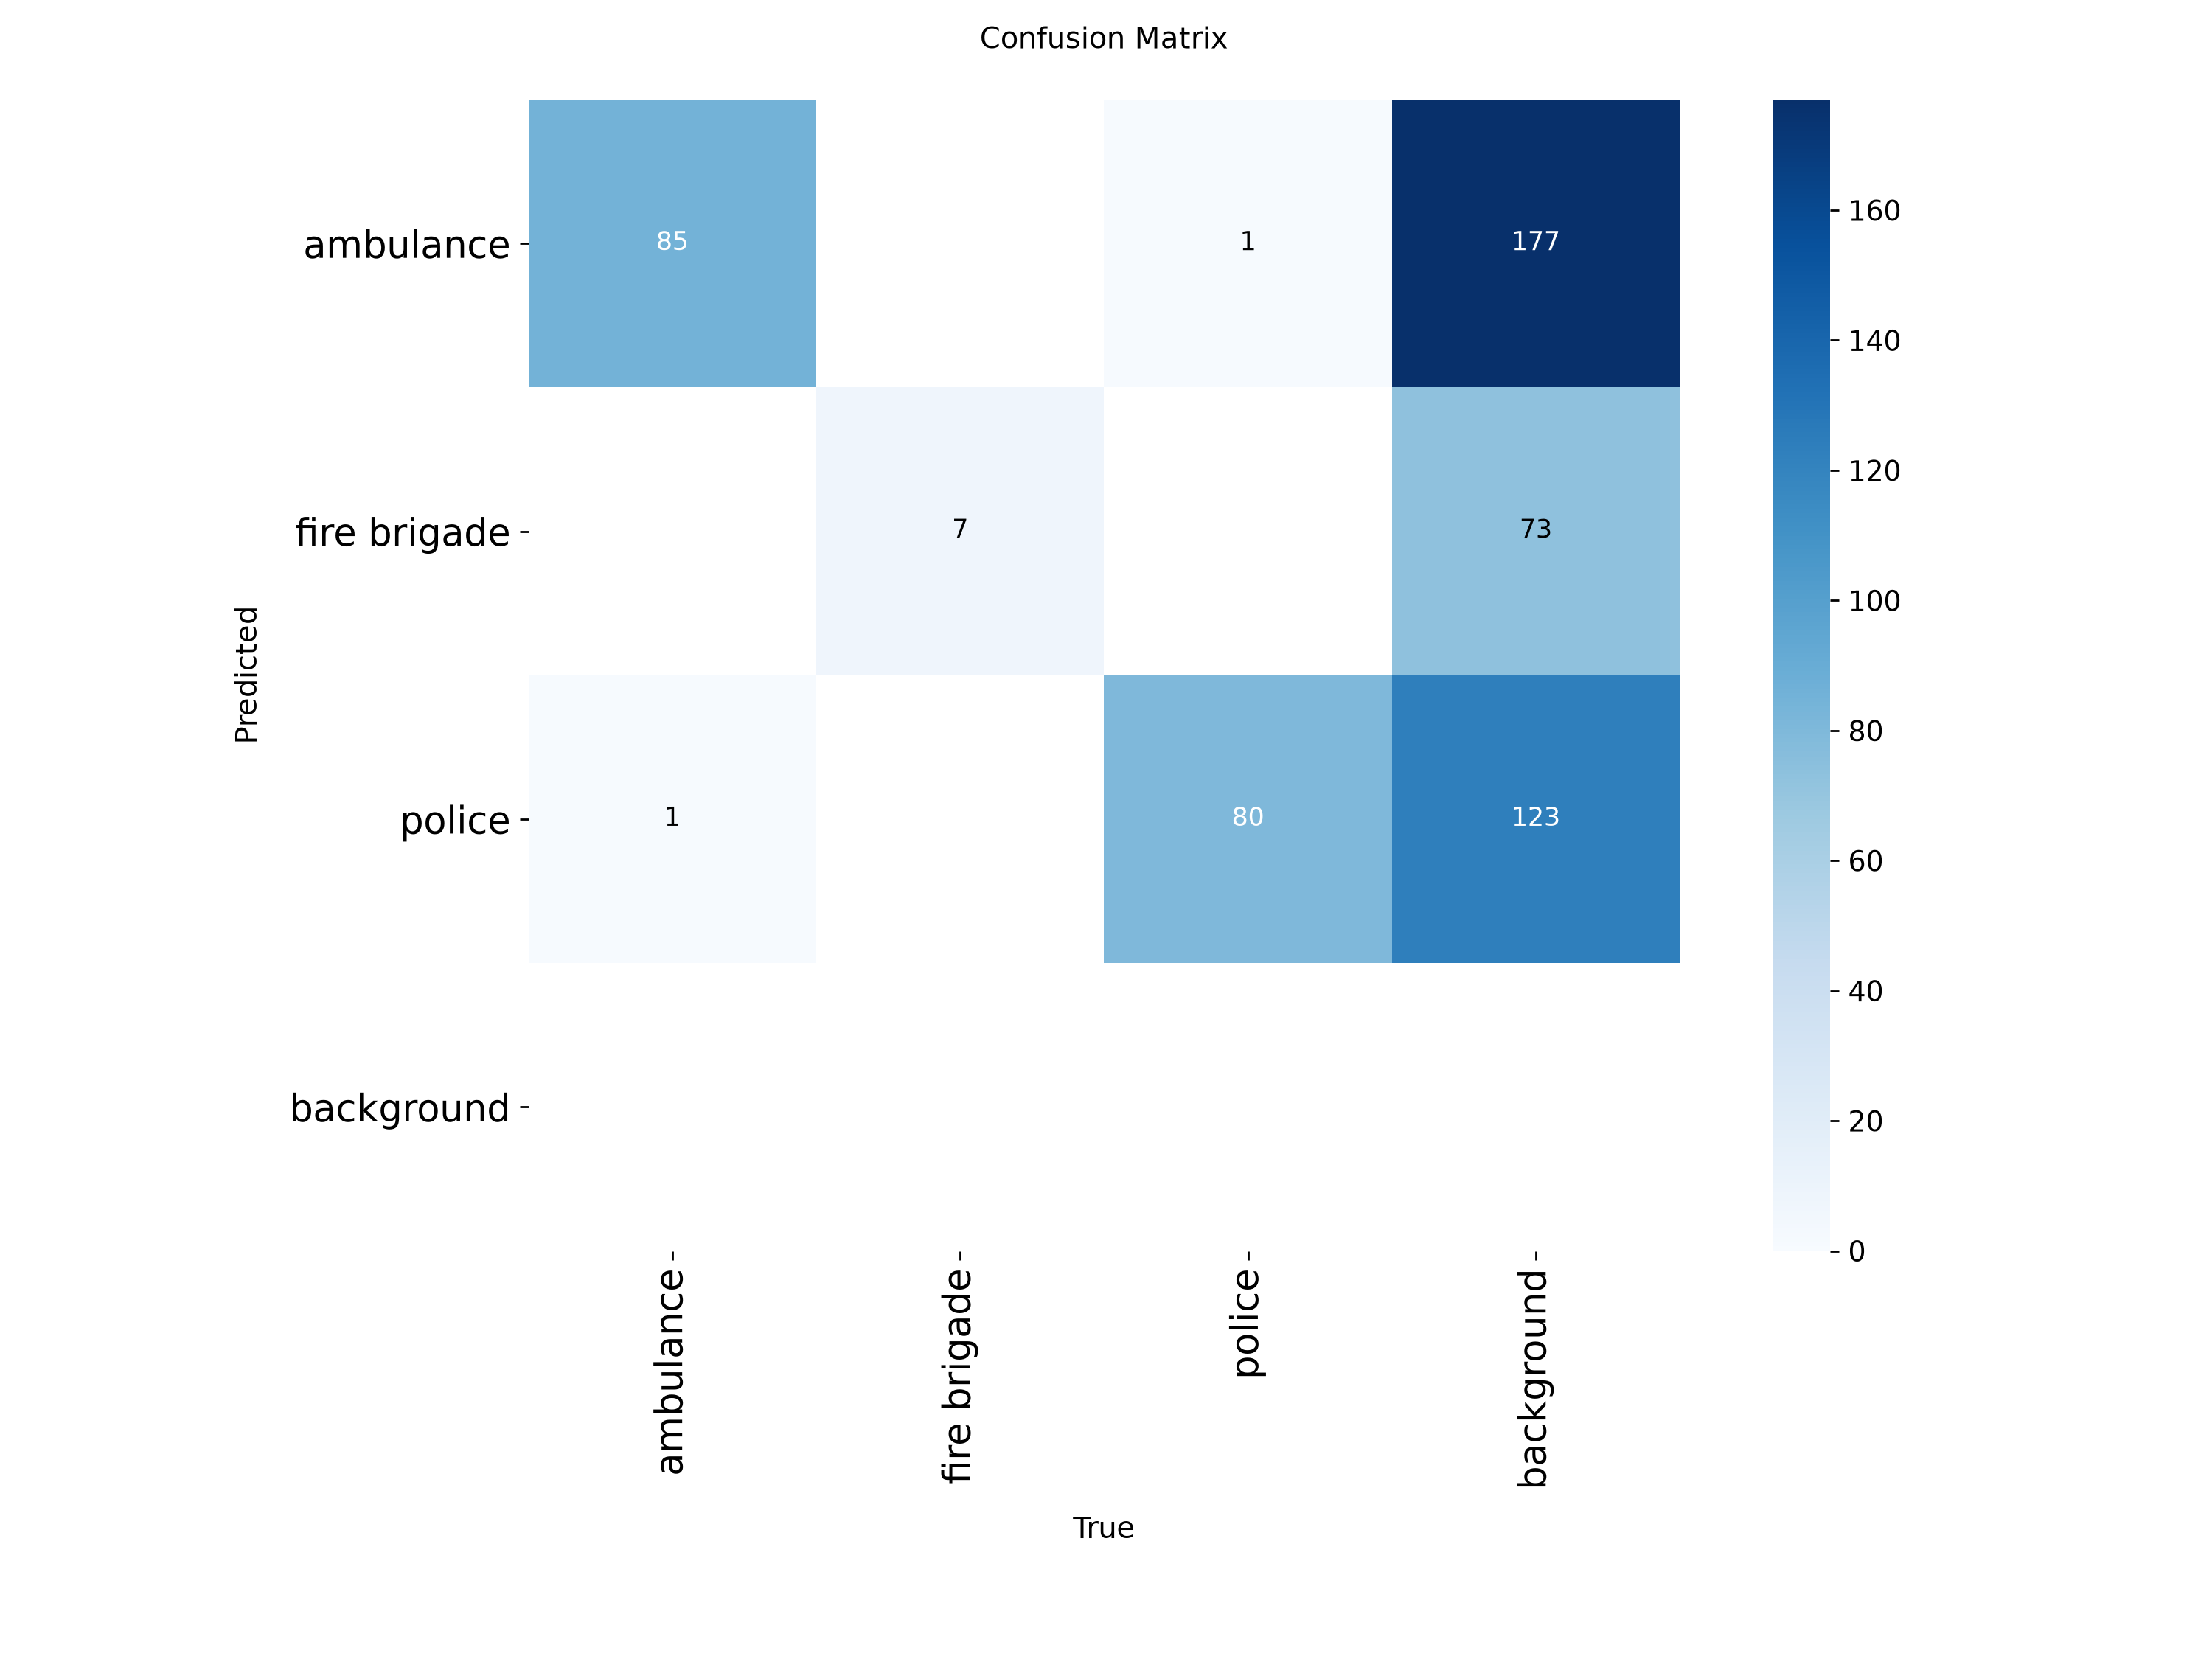 Confusion Matrix
ambulance
85
1
177
160
140
120
fire brigade
7
73
100
Predicted
80
police
1
80
123
60
40
background
20
0
ambulance
fire brigade
police
background
True